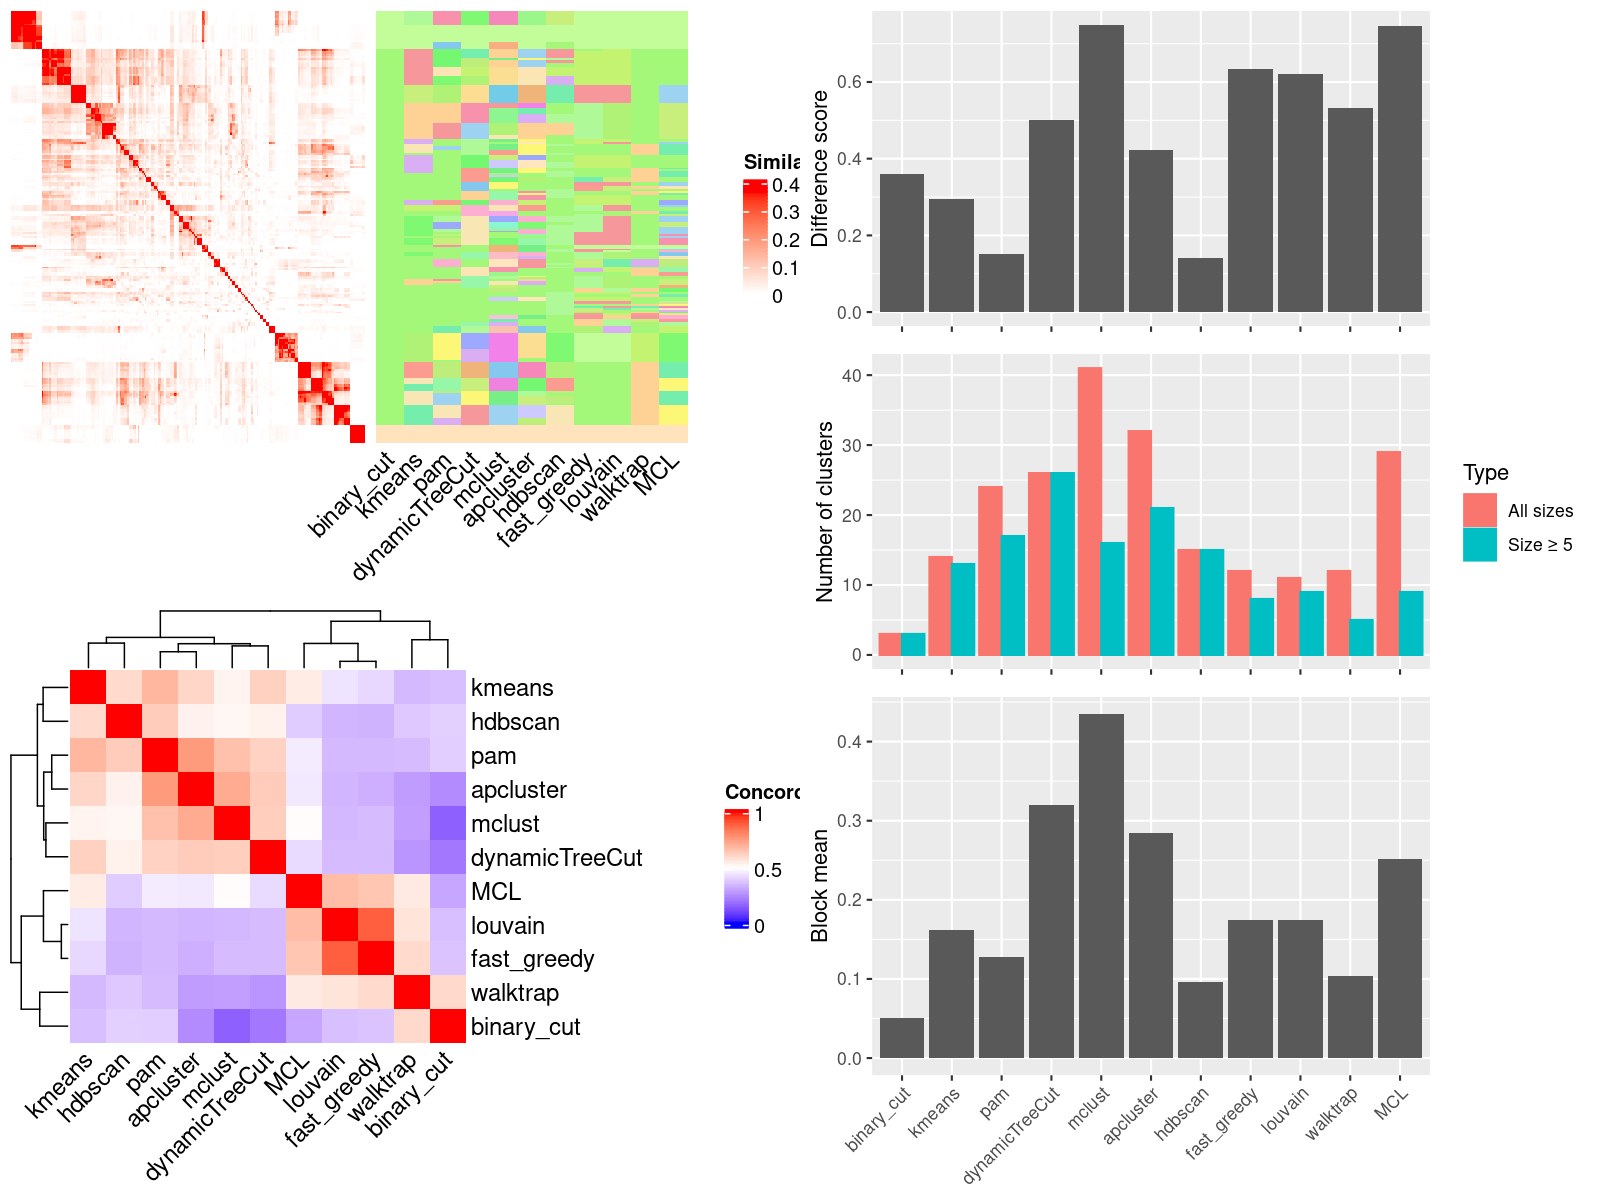 Simila
0.4
0.3
0.2
0.1
0
binary_cut
kmeans
pam
dynamicTreeCut
mclust
apcluster
hdbscan
fast_greedy
louvain
walktrap
MCL
kmeans
hdbscan
pam
apcluster
mclust
dynamicTreeCut
MCL
louvain
fast_greedy
walktrap
binary_cut
kmeans
hdbscan
pam
apcluster
mclust
dynamicTreeCut
MCL
louvain
fast_greedy
walktrap
binary_cut
Concord
1
0.5
0
Difference score
0.6
0.4
0.2
0.0
Number of clusters
40
30
20
10
0
Type
All sizes
Size ≥ 5
Block mean
0.4
0.3
0.2
0.1
0.0
binary_cut
kmeans
pam
dynamicTreeCut
mclust
apcluster
hdbscan
fast_greedy
louvain
walktrap
MCL